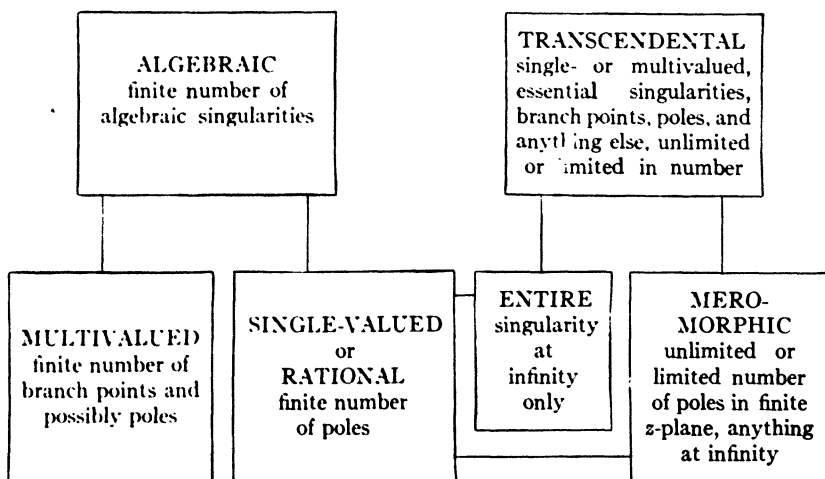 ALGEBRAIC
finite number of
algebraic singularities
TRANSCENDENTAL
single- or multivalued,
essential singularities,
branch points, poles, and
anything else, unlimited
or limited in number
MULTIVALUED
finite number of
branch points and
possibly poles
SINGLE-VALUED
or
RATIONAL
finite number
of poles
ENTIRE
singularity
at
infinity
only
MERO-
MORPHIC
unlimited or
limited number
of poles in finite
z-plane, anything
at infinity